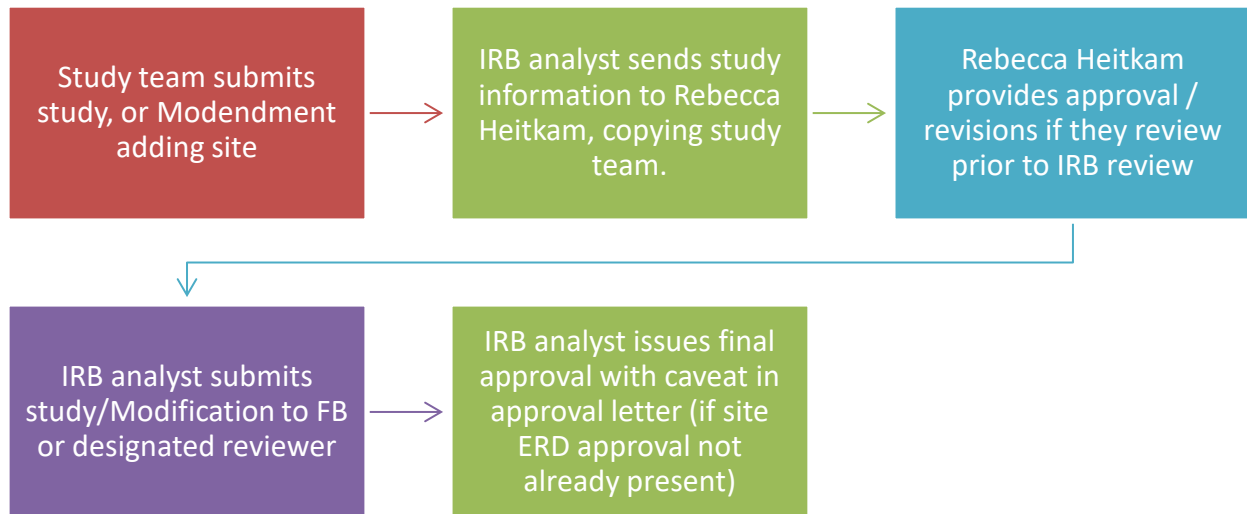 Study team submits
study, or Modendment
adding site
IRB analyst sends study
information to Rebecca
Heitkam, copying study
team.
Rebecca Heitkam
provides approval /
revisions if they review
prior to IRB review
IRB analyst submits
study/Modification to FB
or designated reviewer
IRB analyst issues final
approval with caveat in
approval letter (if site
ERD approval not
already present)